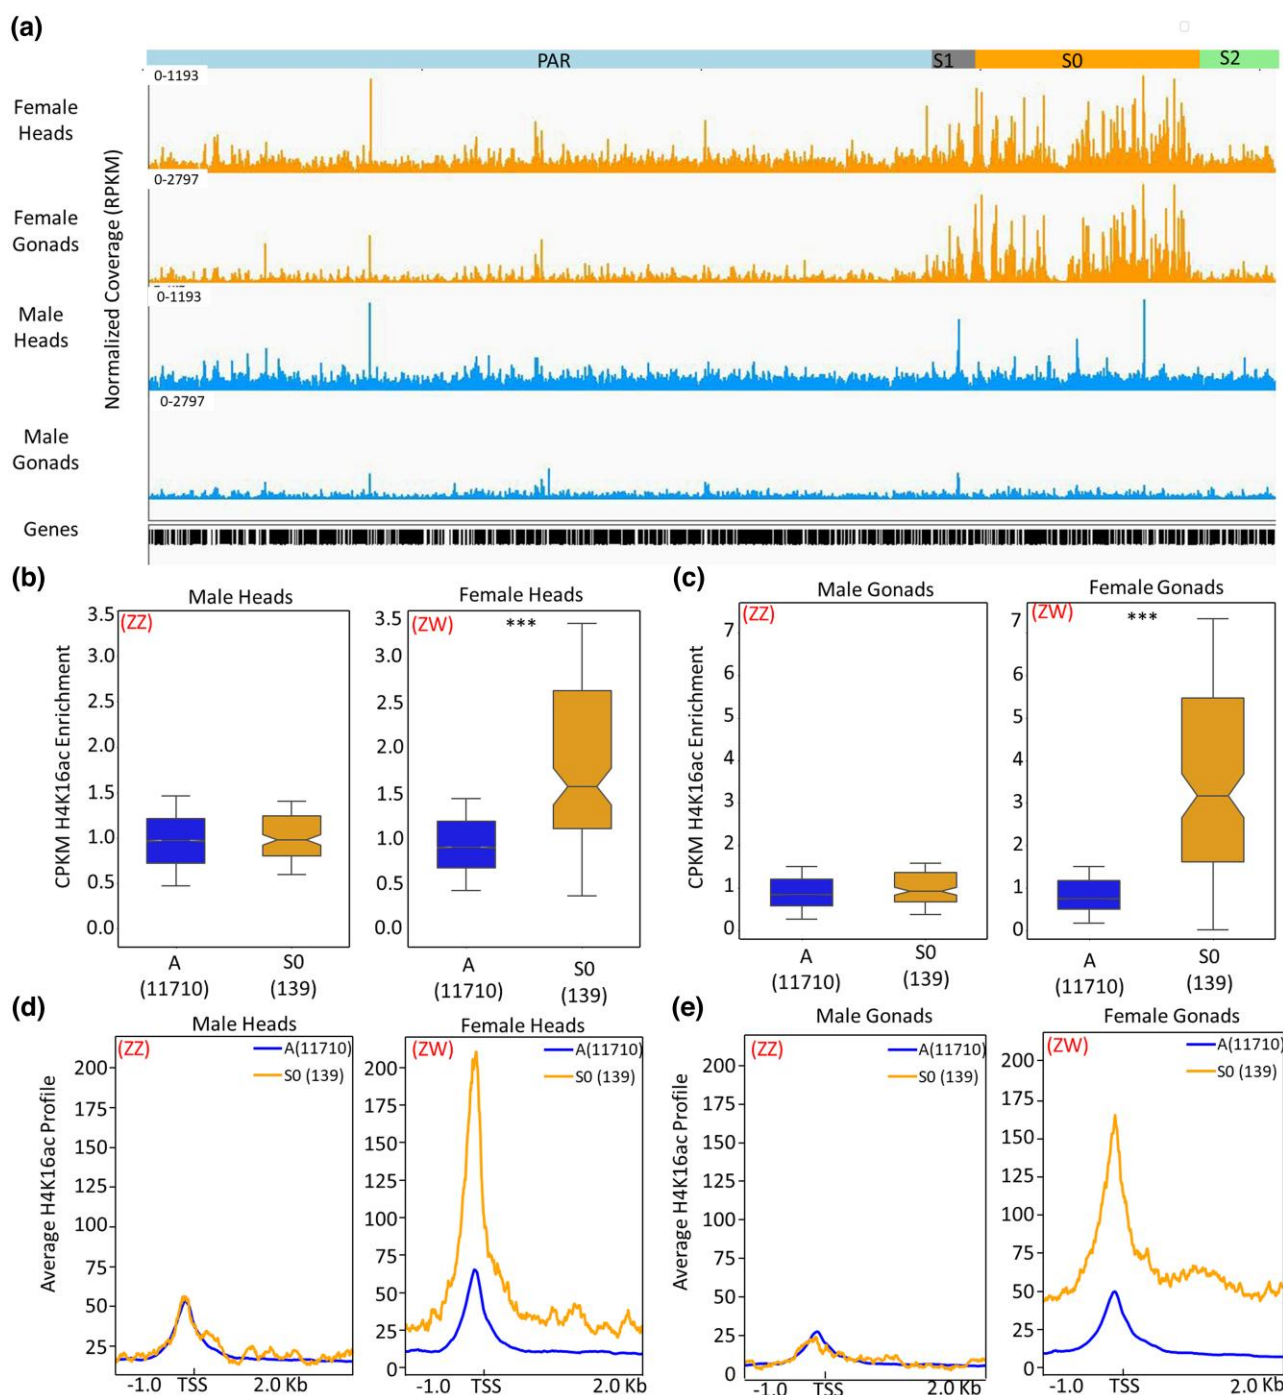 (a)
PAR S1 S0 S2
0-1193
Female
Heads
0-2797
Female
Gonads
0-1193
Male
Heads
0-2797
Male
Gonads
Normalized Coverage (RPKM)
Genes
(b)
Male Heads
Female Heads
CPKM H4K16ac Enrichment
(ZZ)
3.5
3.0
2.5
2.0
1.5
1.0
0.5
0.0
A
(11710)
S0
(139)
(ZW)
***
3.5
3.0
2.5
2.0
1.5
1.0
0.5
0.0
A
(11710)
S0
(139)
(c)
Male Gonads
Female Gonads
CPKM H4K16ac Enrichment
(ZZ)
7
6
5
4
3
2
1
0
A
(11710)
S0
(139)
(ZW)
***
7
6
5
4
3
2
1
0
A
(11710)
S0
(139)
(d)
Male Heads
Female Heads
Average H4K16ac Profile
(ZZ)
A(11710)
S0 (139)
200
175
150
125
100
75
50
25
-1.0 TSS 2.0 Kb
(ZW)
A(11710)
S0 (139)
200
175
150
125
100
75
50
25
0
-1.0 TSS 2.0 Kb
(e)
Male Gonads
Female Gonads
Average H4K16ac Profile
(ZZ)
A(11710)
S0 (139)
200
175
150
125
100
75
50
25
0
-1.0 TSS 2.0 Kb
(ZW)
A(11710)
S0 (139)
200
175
150
125
100
75
50
25
0
-1.0 TSS 2.0 Kb